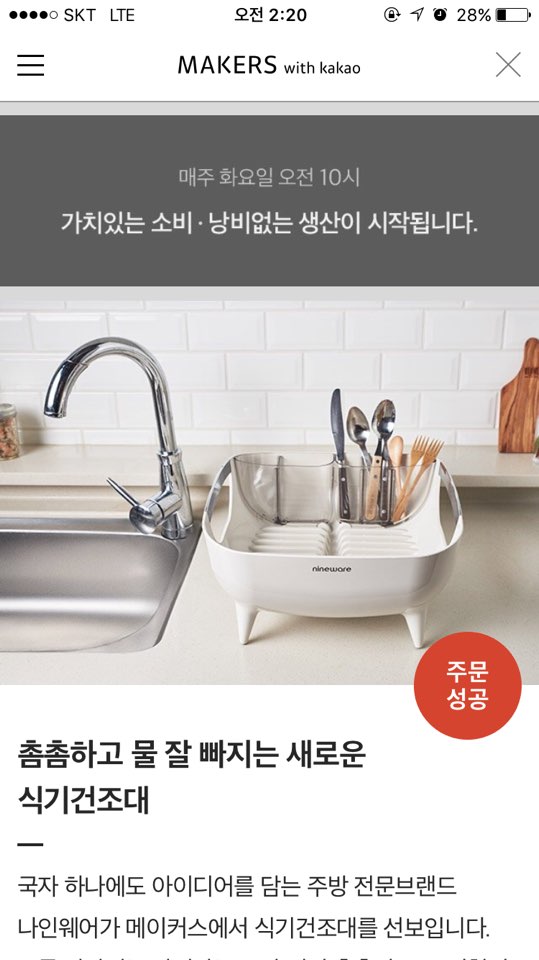 SKT LTE 오전 2:20 28%
MAKERS with kakao
매주 화요일 오전 10시
가치있는 소비 · 낭비없는 생산이 시작됩니다.
nineware
주문
성공
촘촘하고 물 잘 빠지는 새로운
식기건조대
국자 하나에도 아이디어를 담는 주방 전문브랜드
나인웨어가 메이커스에서 식기건조대를 선보입니다.